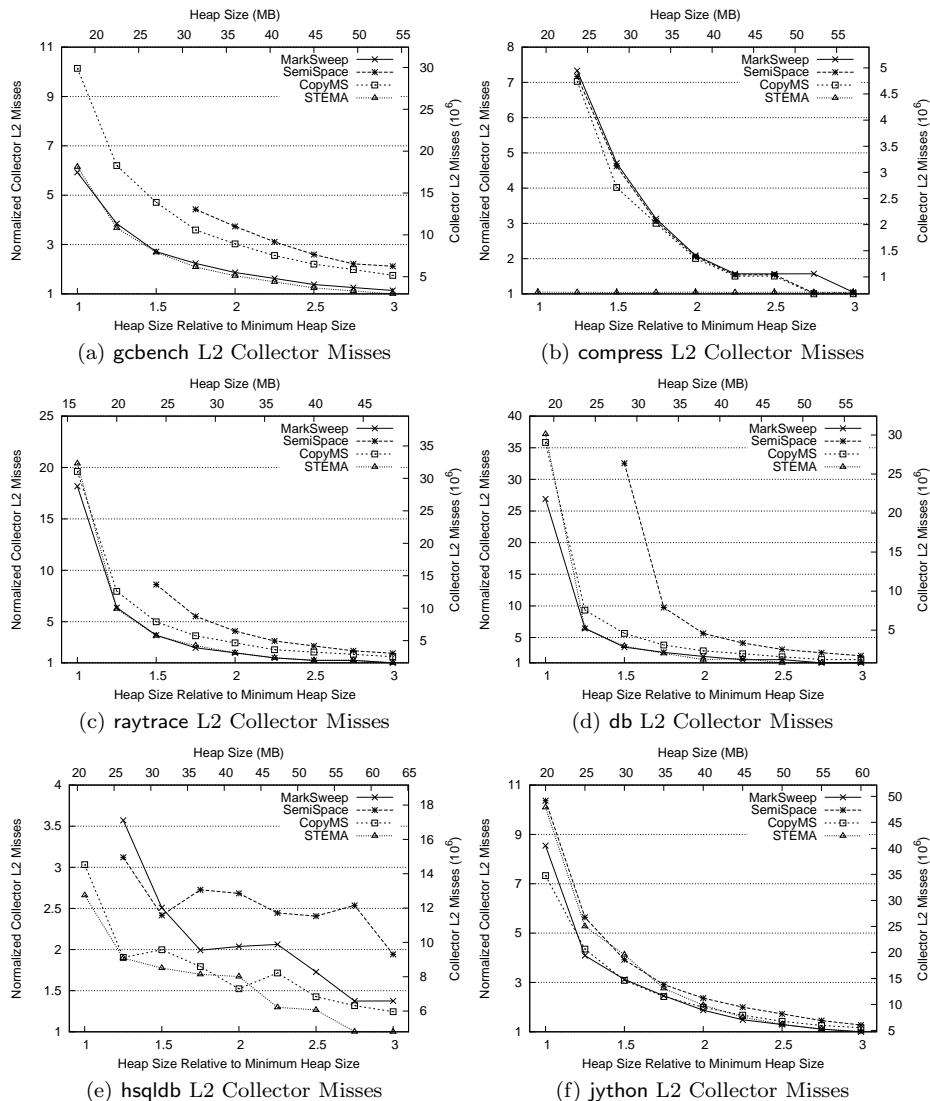 Heap Size (MB)
20 25 30 35 40 45 50 55
11
9
7
5
3
1
Normalized Collector L2 Misses
MarkSweep
SemiSpace
CopyMS
STEMA
30
25
20
15
10
5
Collector L2 Misses (10^6)
1 1.5 2 2.5 3
Heap Size Relative to Minimum Heap Size
(a) gcbench L2 Collector Misses
Heap Size (MB)
20 25 30 35 40 45 50 55
8
7
6
5
4
3
2
1
Normalized Collector L2 Misses
MarkSweep
SemiSpace
CopyMS
STEMA
5
4
4
3
3
2
2
1
1
Collector L2 Misses (10^6)
1 1.5 2 2.5 3
Heap Size Relative to Minimum Heap Size
(b) compress L2 Collector Misses
Heap Size (MB)
16 20 24 28 32 36 40 44 48
25
20
15
10
5
1
Normalized Collector L2 Misses
MarkSweep
SemiSpace
CopyMS
STEMA
35
30
25
20
15
10
5
Collector L2 Misses (10^6)
1 1.5 2 2.5 3
Heap Size Relative to Minimum Heap Size
(c) raytrace L2 Collector Misses
Heap Size (MB)
20 25 30 35 40 45 50 55
40
35
30
25
20
15
10
5
1
Normalized Collector L2 Misses
MarkSweep
SemiSpace
CopyMS
STEMA
30
25
20
15
10
5
Collector L2 Misses (10^6)
1 1.5 2 2.5 3
Heap Size Relative to Minimum Heap Size
(d) db L2 Collector Misses
Heap Size (MB)
20 25 30 35 40 45 50 55 60 65
4
3.5
3
2.5
2
1.5
1
Normalized Collector L2 Misses
MarkSweep
SemiSpace
CopyMS
STEMA
18
16
14
12
10
8
6
Collector L2 Misses (10^6)
1 1.5 2 2.5 3
Heap Size Relative to Minimum Heap Size
(e) hsqldb L2 Collector Misses
Heap Size (MB)
20 25 30 35 40 45 50 55 60
11
9
7
5
3
1
Normalized Collector L2 Misses
MarkSweep
SemiSpace
CopyMS
STEMA
50
45
40
35
30
25
20
15
10
5
Collector L2 Misses (10^6)
1 1.5 2 2.5 3
Heap Size Relative to Minimum Heap Size
(f) jython L2 Collector Misses